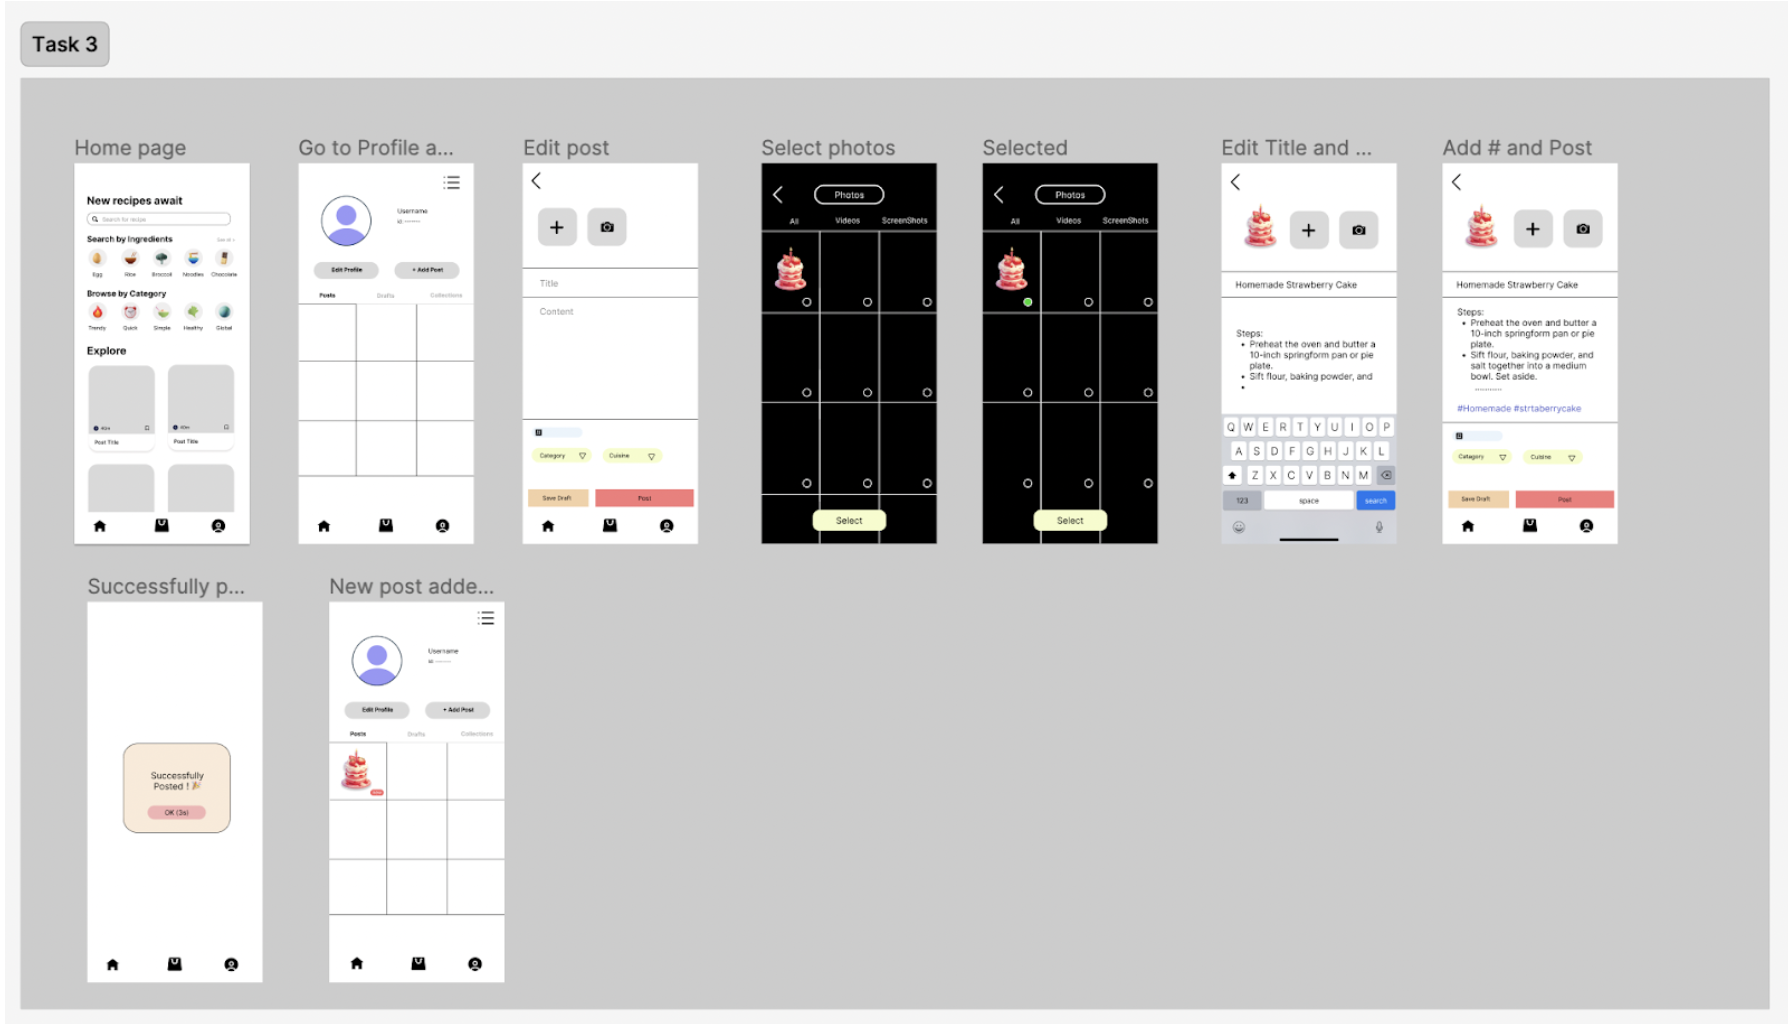 Task 3
Home page
New recipes await
Search for recipe
Search by Ingredients
See all >
Egg Rice Broccoli Noodles Chocolate
Browse by Category
Trendy Quick Simple Healthy Global
Explore
40m 40m
Post Title Post Title
Go to Profile a...
Username
Edit Profile + Add Post
Posts Drafts Collections
Edit post
Title
Content
Category Cuisine
Save Draft Post
Select photos
Photos
All Videos ScreenShots
Select
Selected
Photos
All Videos ScreenShots
Select
Edit Title and ...
Homemade Strawberry Cake
Steps:
• Preheat the oven and butter a
10-inch springform pan or pie
plate.
• Sift flour, baking powder, and
•
Q W E R T Y U I O P
A S D F G H J K L
Z X C V B N M
123 space search
Add # and Post
Homemade Strawberry Cake
Steps:
• Preheat the oven and butter a
10-inch springform pan or pie
plate.
• Sift flour, baking powder, and
salt together into a medium
bowl. Set aside.
...........
#Homemade #strtaberrycake
Category Cuisine
Save Draft Post
Successfully p...
Successfully
Posted ! 🎉
OK (3s)
New post adde...
Username
Edit Profile + Add Post
Posts Drafts Collections